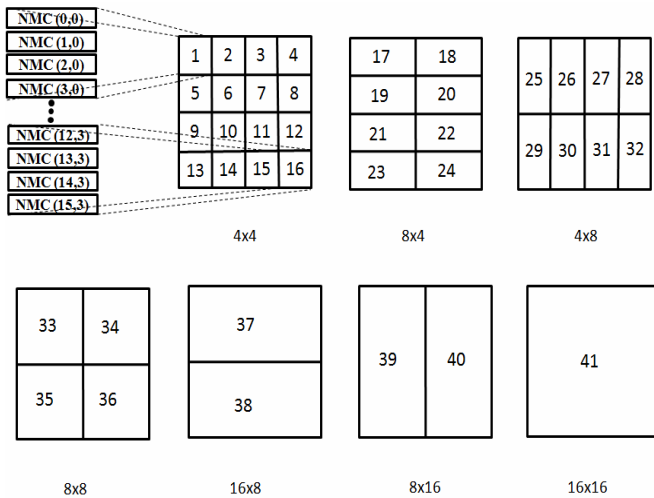 NMC (0,0)
NMC (1,0)
NMC (2,0)
NMC (3,0)
NMC (12,3)
NMC (13,3)
NMC (14,3)
NMC (15,3)
1 2 3 4
5 6 7 8
9 10 11 12
13 14 15 16
4x4
17 18
19 20
21 22
23 24
8x4
25 26 27 28
29 30 31 32
4x8
33 34
35 36
8x8
37
38
16x8
39 40
8x16
41
16x16